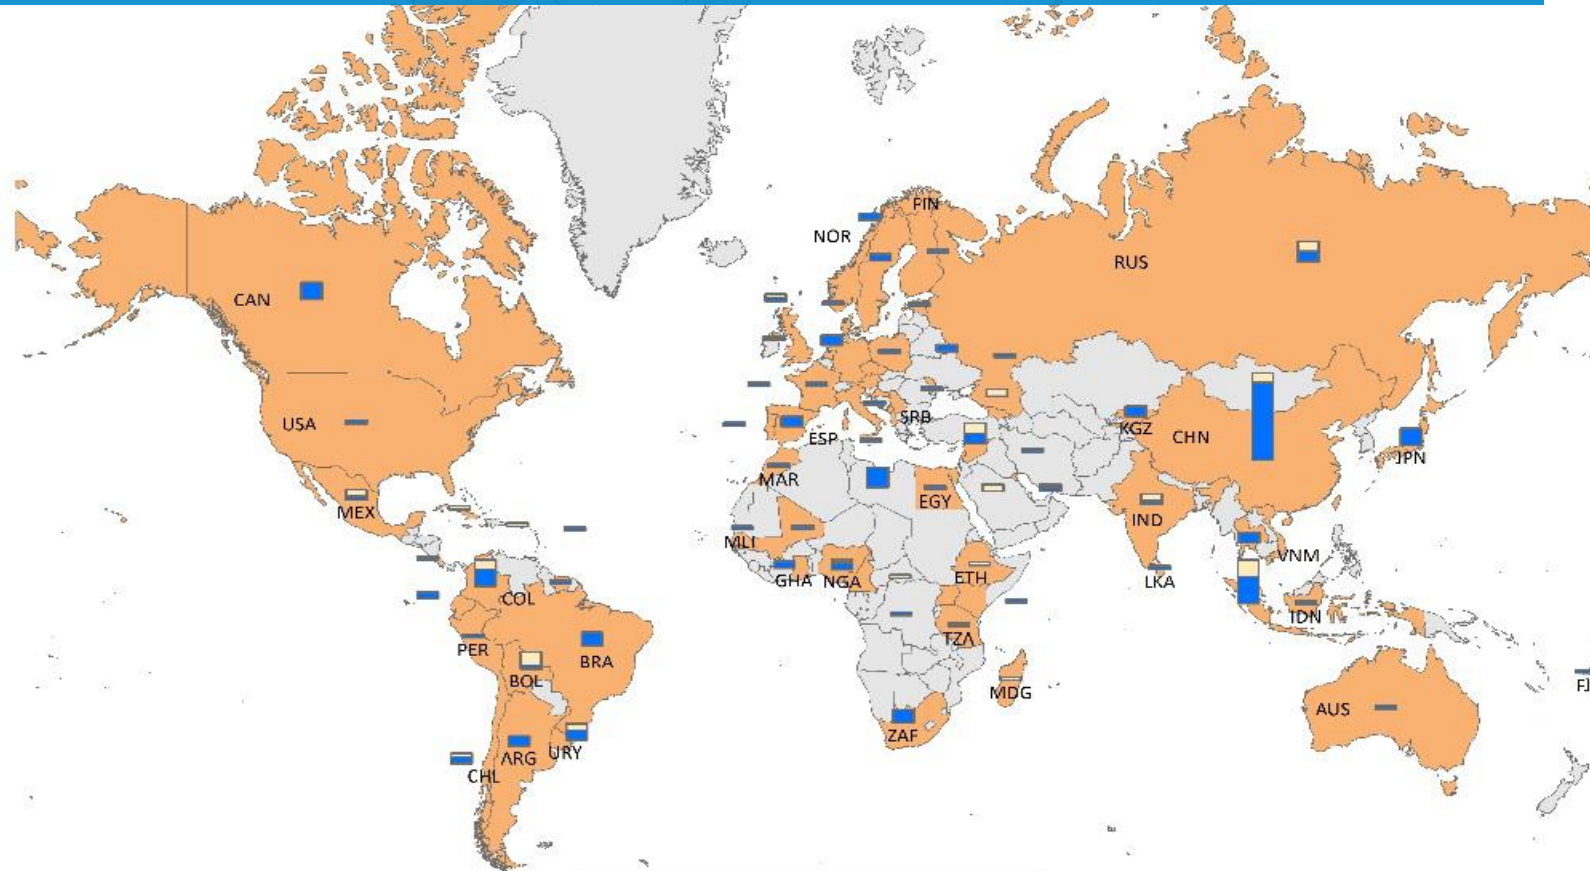 FIN
NOR
RUS
CAN
USA
SRB
ESP
KGZ
CHN
JPN
MAR
MEX
EGY
IND
MLI
VNM
GHA
NGA
ETH
LKA
COL
IDN
PER
TZA
BRA
BOL
MDG
FJ
AUS
ZAF
ARG
URY
CHL